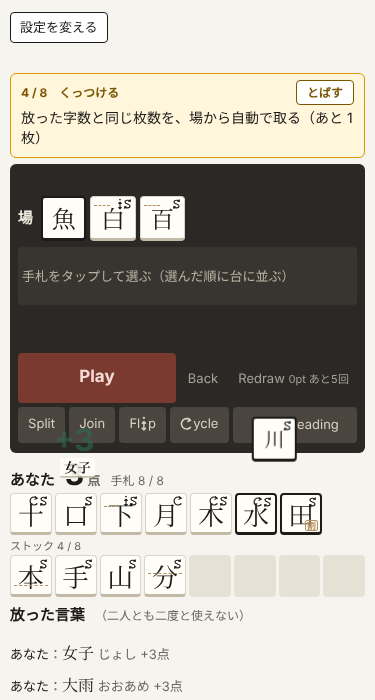 設定を変える
4 / 8 くっつける とばす
放った字数と同じ枚数を、場から自動で取る（あと 1
枚）
場 魚 白 百
手札をタップして選ぶ（選んだ順に台に並ぶ）
Play Back Redraw 0pt あと5回
Split Join Fl⇣p Cycle eading
川 S
+3
女子
あなた 3 点 手札 8 / 8
十 口 下 月 木 水 田
ストック 4 / 8
本 手 山 分
放った言葉 （二人とも二度と使えない）
あなた：女子 じょし +3点
あなた：大雨 おおあめ +3点